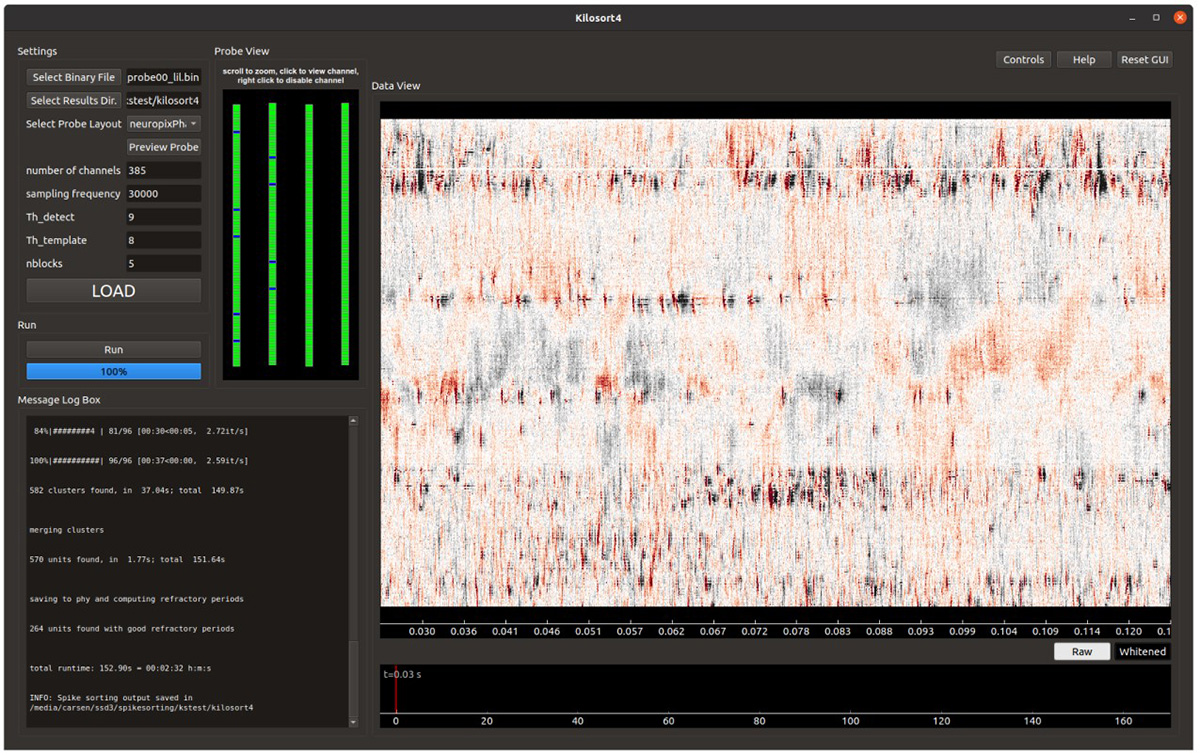 Kilosort4
Settings
Select Binary File probe00_lil.bin
Select Results Dir. :stest/kilosort4
Select Probe Layout neuropixPh
Preview Probe
number of channels 385
sampling frequency 30000
Th_detect 9
Th_template 8
nblocks 5
LOAD
Run
Run
100%
Message Log Box
84%|########4 | 81/96 [00:30<00:05, 2.72it/s]
100%|##########| 96/96 [00:37<00:00, 2.59it/s]
582 clusters found, in 37.04s; total 149.87s
merging clusters
570 units found, in 1.77s; total 151.64s
saving to phy and computing refractory periods
264 units found with good refractory periods
total runtime: 152.90s = 00:02:32 h:m:s
INFO: Spike sorting output saved in
/media/carsen/ssd3/spikesorting/kstest/kilosort4
Probe View
scroll to zoom, click to view channel,
right click to disable channel
Controls Help Reset GUI
Data View
0.030 0.036 0.041 0.046 0.051 0.057 0.062 0.067 0.072 0.078 0.083 0.088 0.093 0.099 0.104 0.109 0.114 0.120 0.1
Raw Whitened
t=0.03 s
0 20 40 60 80 100 120 140 160